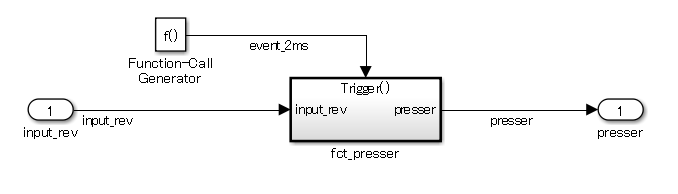 f()
event_2ms
Function-Call
Generator
Trigger()
1
input_rev
presser
1
input_rev
input_rev
presser
presser
fct_presser